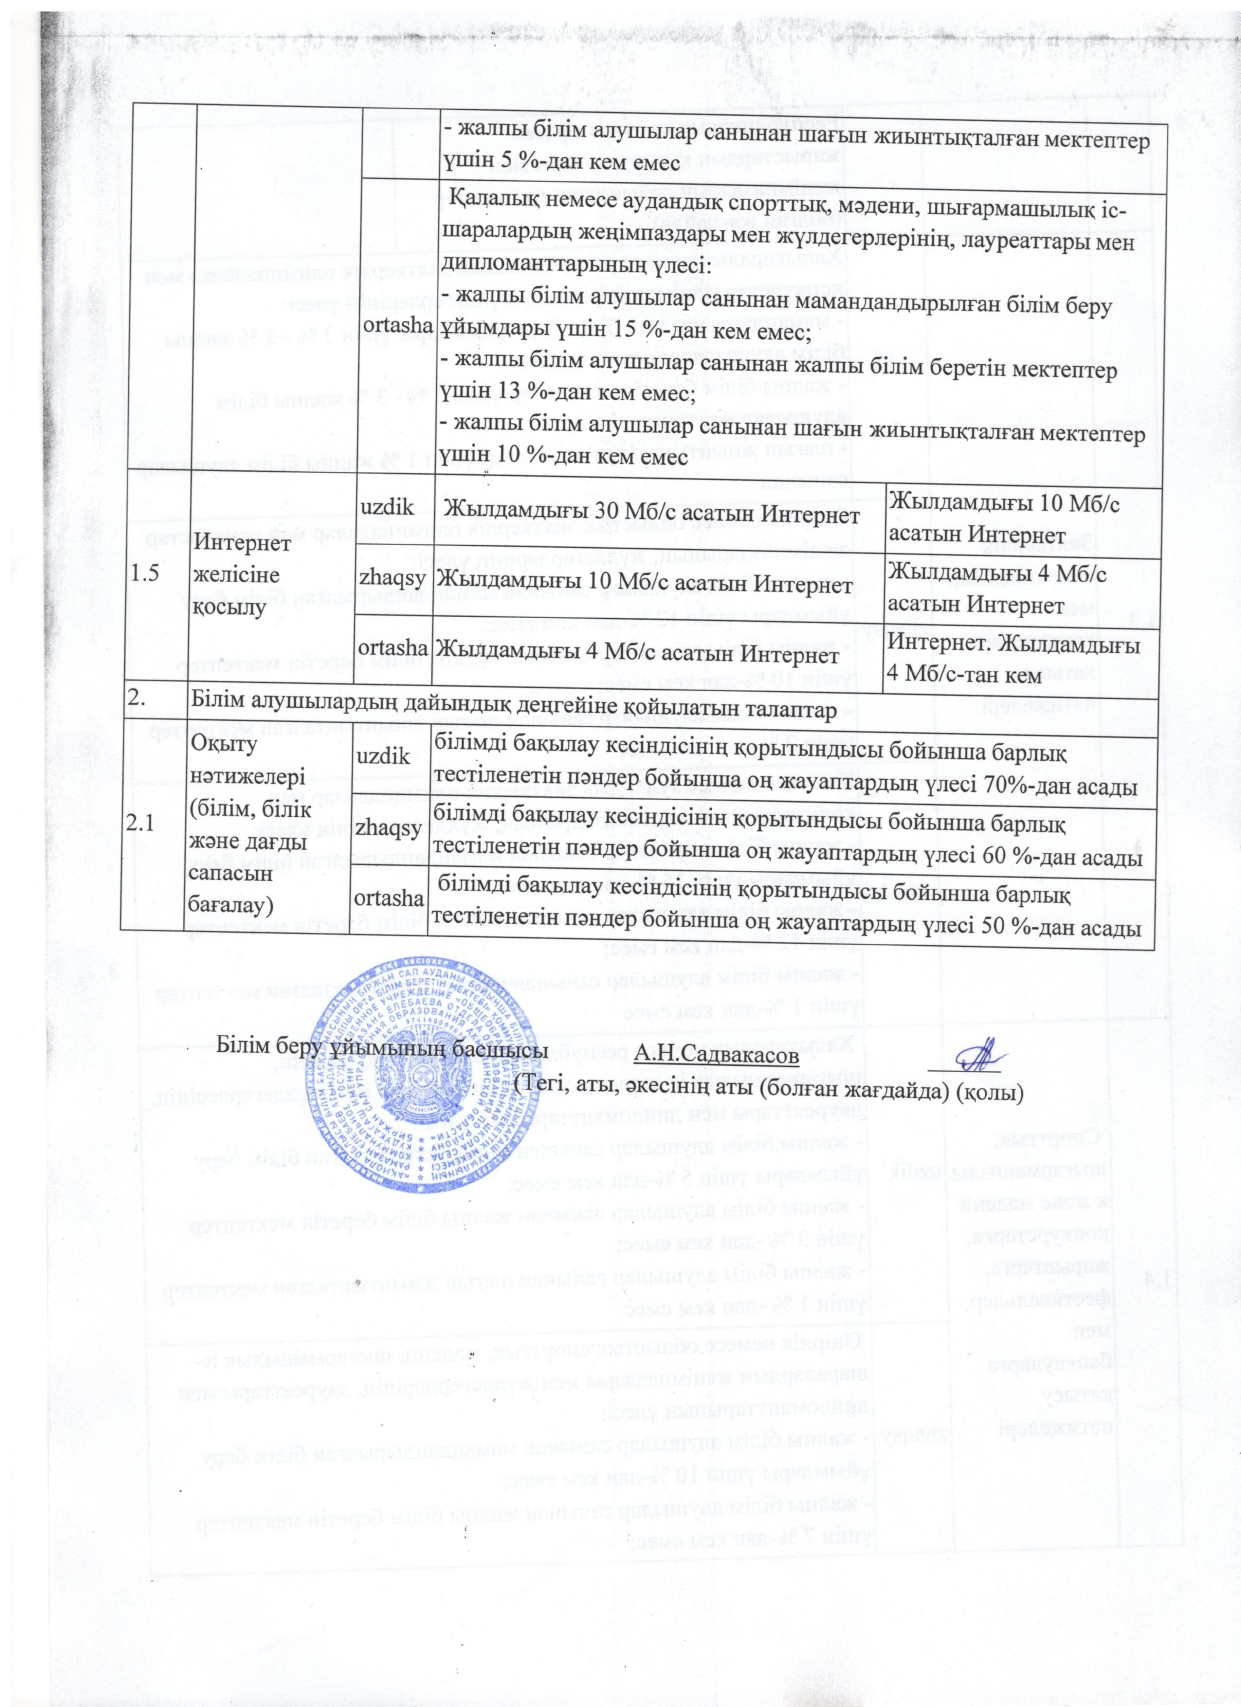 - жалпы білім алушылар санынан шағын жиынтықталған мектептер
үшін 5 %-дан кем емес
ortasha
Қалалық немесе аудандық спорттық, мәдени, шығармашылық іс-
шаралардың жеңімпаздары мен жүлдегерлерінің, лауреаттары мен
дипломанттарының үлесі:
- жалпы білім алушылар санынан мамандандырылған білім беру
ұйымдары үшін 15 %-дан кем емес;
- жалпы білім алушылар санынан жалпы білім беретін мектептер
үшін 13 %-дан кем емес;
- жалпы білім алушылар санынан шағын жиынтықталған мектептер
үшін 10 %-дан кем емес
1.5
Интернет
желісіне
қосылу
uzdik
Жылдамдығы 30 Мб/с асатын Интернет
Жылдамдығы 10 Мб/с
асатын Интернет
zhaqsy
Жылдамдығы 10 Мб/с асатын Интернет
Жылдамдығы 4 Мб/с
асатын Интернет
ortasha
Жылдамдығы 4 Мб/с асатын Интернет
Интернет. Жылдамдығы
4 Мб/с-тан кем
2.
Білім алушылардың дайындық деңгейіне қойылатын талаптар
2.1
Оқыту
нәтижелері
(білім, білік
және дағды
сапасын
бағалау)
uzdik
білімді бақылау кесіндісінің қорытындысы бойынша барлық
тестіленетін пәндер бойынша оң жауаптардың үлесі 70%-дан асады
zhaqsy
білімді бақылау кесіндісінің қорытындысы бойынша барлық
тестіленетін пәндер бойынша оң жауаптардың үлесі 60 %-дан асады
ortasha
білімді бақылау кесіндісінің қорытындысы бойынша барлық
тестіленетін пәндер бойынша оң жауаптардың үлесі 50 %-дан асады
Білім беру ұйымының басшысы А.Н.Садвакасов
(Тегі, аты, әкесінің аты (болған жағдайда) (қолы)